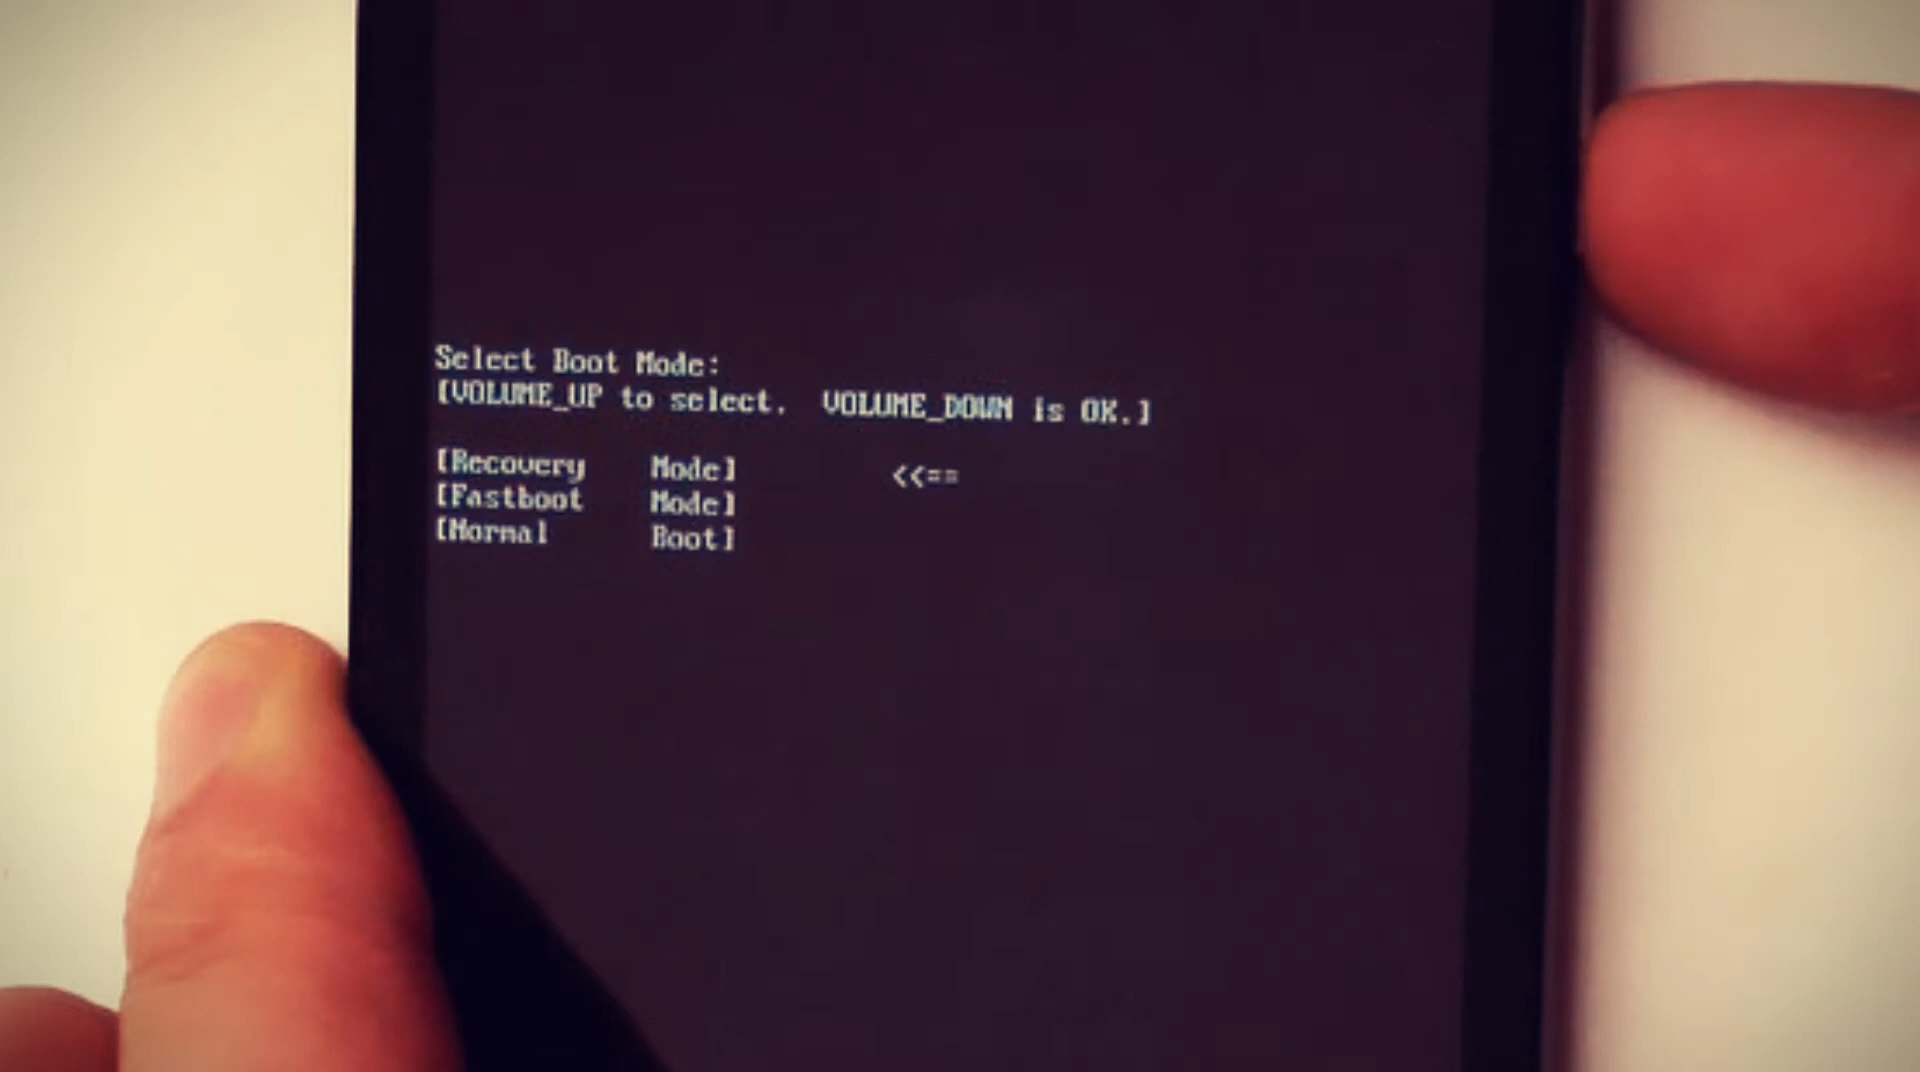 Select Boot Mode:
[VOLUME_UP to select.  VOLUME_DOWN is OK.]
[Recovery    Mode]         <<==
[Fastboot    Mode]
[Normal      Boot]